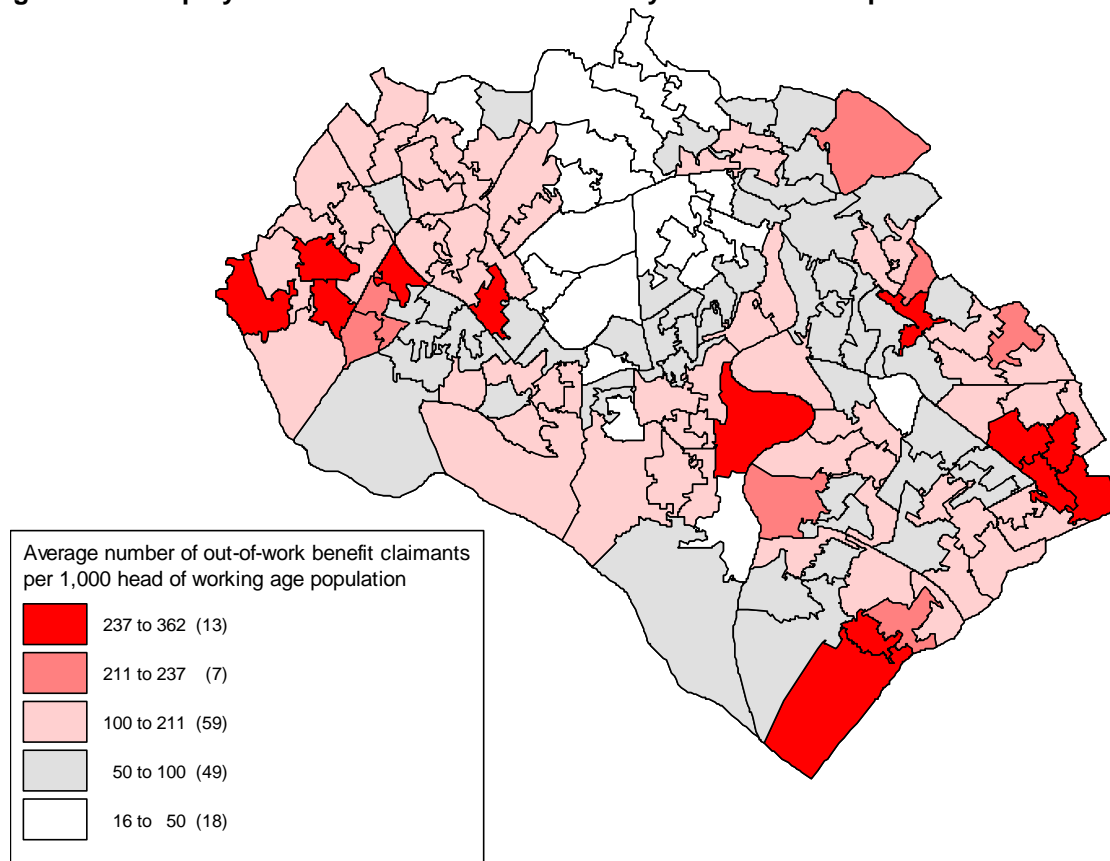 Average number of out-of-work benefit claimants
per 1,000 head of working age population
237 to 362 (13)
211 to 237 (7)
100 to 211 (59)
50 to 100 (49)
16 to 50 (18)